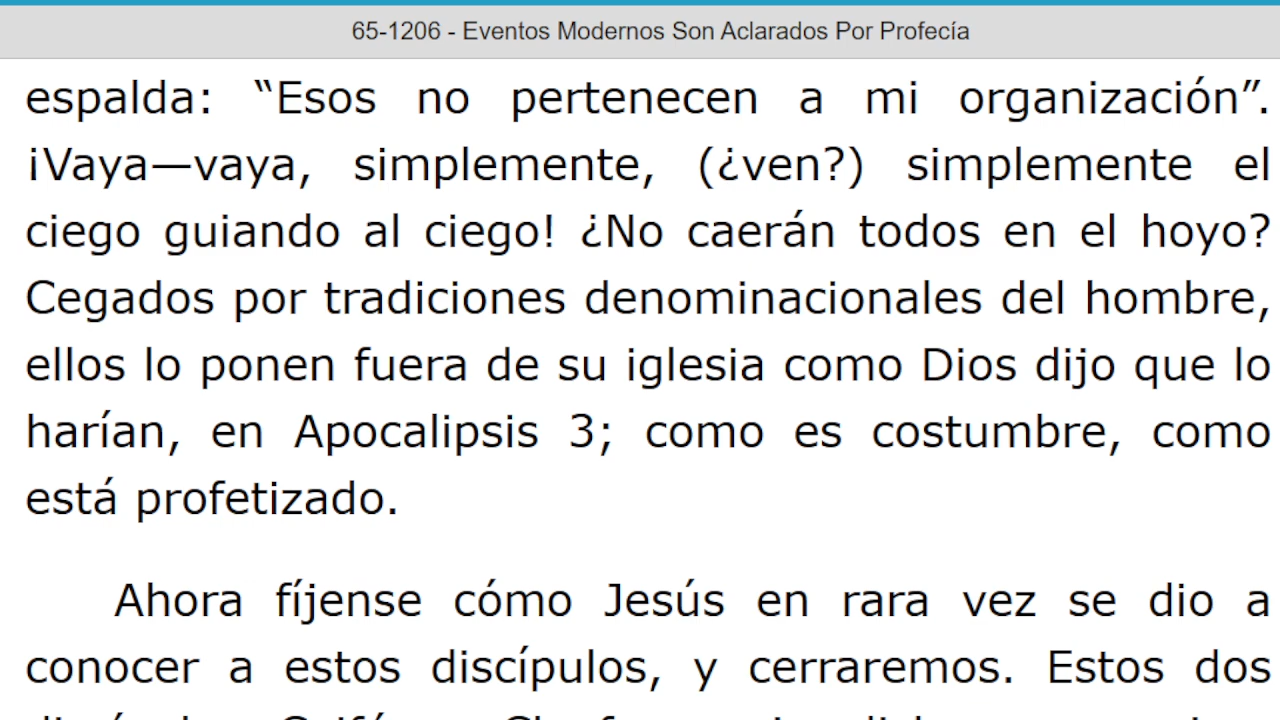 65-1206 - Eventos Modernos Son Aclarados Por Profecía
espalda: “Esos no pertenecen a mi organización”.
¡Vaya—vaya, simplemente, (¿ven?) simplemente el
ciego guiando al ciego! ¿No caerán todos en el hoyo?
Cegados por tradiciones denominacionales del hombre,
ellos lo ponen fuera de su iglesia como Dios dijo que lo
harían, en Apocalipsis 3; como es costumbre, como
está profetizado.
Ahora fíjense cómo Jesús en rara vez se dio a
conocer a estos discípulos, y cerraremos. Estos dos